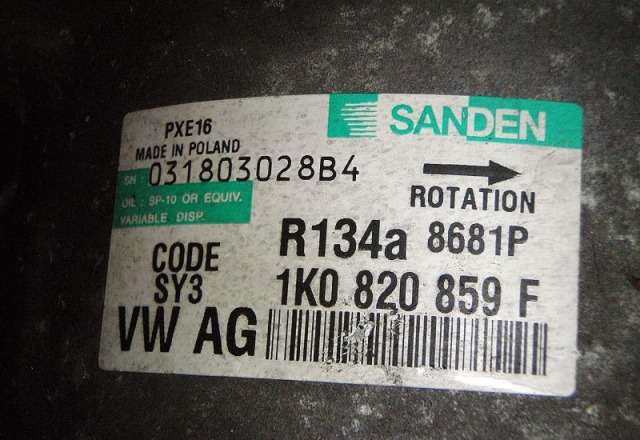 SANDEN
PXE16
MADE IN POLAND
SN : 031803028B4
ROTATION
OIL : SP-10 OR EQUIV.
VARIABLE DISP.
R134a 8681P
CODE
SY3
1K0 820 859 F
VW AG